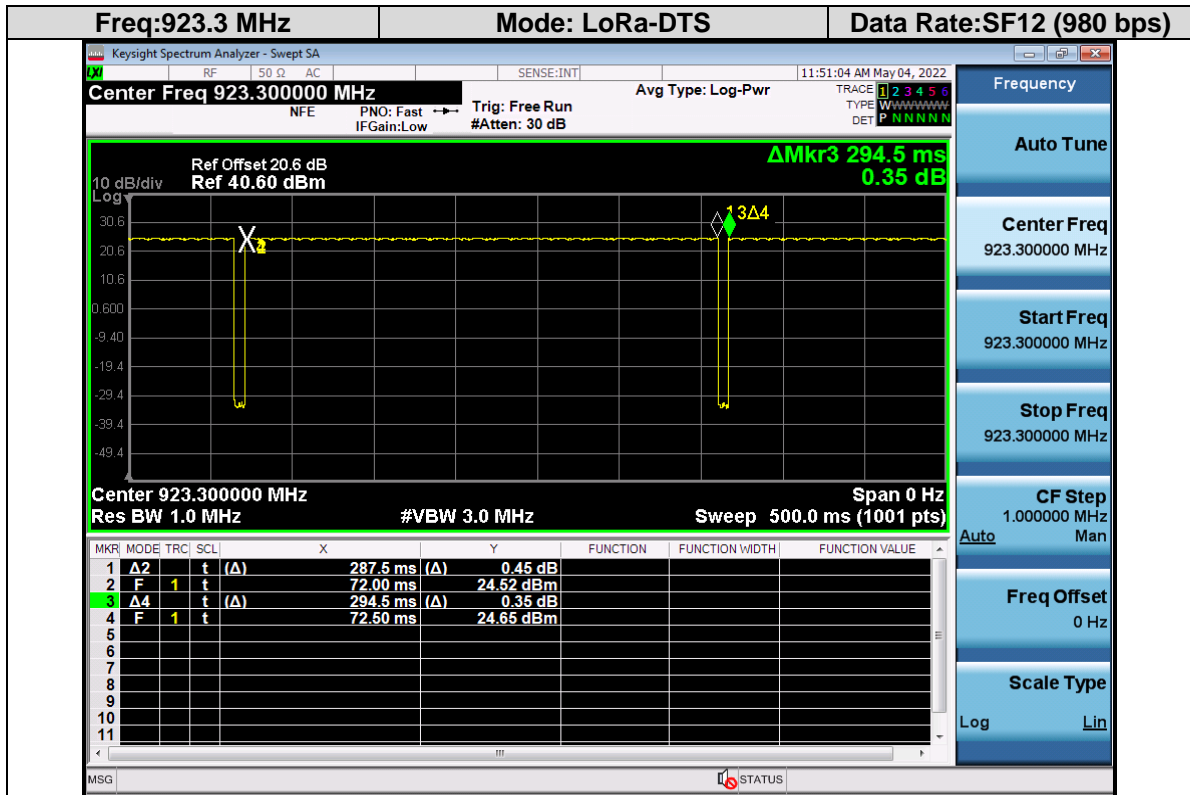 Freq:923.3 MHz Mode: LoRa-DTS Data Rate:SF12 (980 bps)
Keysight Spectrum Analyzer - Swept SA
LXI RF 50 Ω AC SENSE:INT 11:51:04 AM May 04, 2022
Center Freq 923.300000 MHz Avg Type: Log-Pwr TRACE 1 2 3 4 5 6
NFE PNO: Fast Trig: Free Run TYPE WWWWWW
IFGain:Low #Atten: 30 dB DET P N N N N N
ΔMkr3 294.5 ms
0.35 dB
Ref Offset 20.6 dB
10 dB/div Ref 40.60 dBm
Log
30.6
20.6
10.6
0.600
-9.40
-19.4
-29.4
-39.4
-49.4
1 3Δ4
Center 923.300000 MHz Span 0 Hz
Res BW 1.0 MHz #VBW 3.0 MHz Sweep 500.0 ms (1001 pts)
MKR MODE TRC SCL X Y FUNCTION FUNCTION WIDTH FUNCTION VALUE
1 Δ2 t (Δ) 287.5 ms (Δ) 0.45 dB
2 F 1 t 72.00 ms 24.52 dBm
3 Δ4 t (Δ) 294.5 ms (Δ) 0.35 dB
4 F 1 t 72.50 ms 24.65 dBm
5
6
7
8
9
10
11
MSG STATUS
Frequency
Auto Tune
Center Freq
923.300000 MHz
Start Freq
923.300000 MHz
Stop Freq
923.300000 MHz
CF Step
1.000000 MHz
Auto Man
Freq Offset
0 Hz
Scale Type
Log Lin